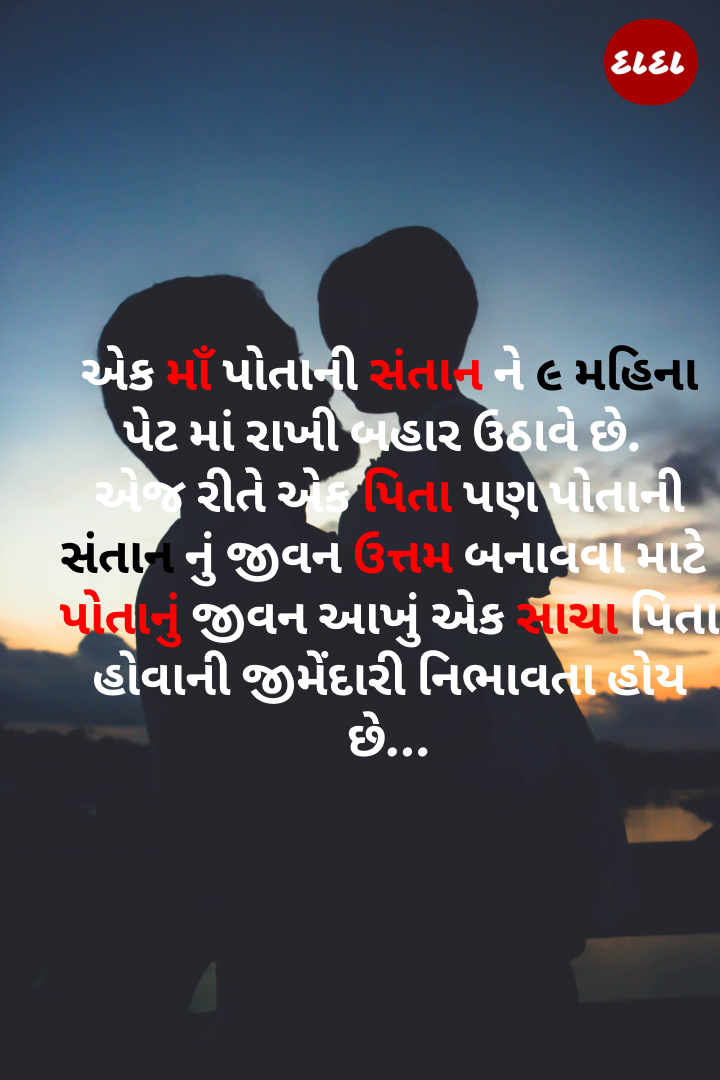 દાદા
એક માઁ પોતાની સંતાન ને ૯ મહિના
પેટ માં રાખી બહાર ઉઠાવે છે.
એજ રીતે એક પિતા પણ પોતાની
સંતાન નું જીવન ઉત્તમ બનાવવા માટે
પોતાનું જીવન આખું એક સાચા પિતા
હોવાની જીમેંદારી નિભાવતા હોય
છે...